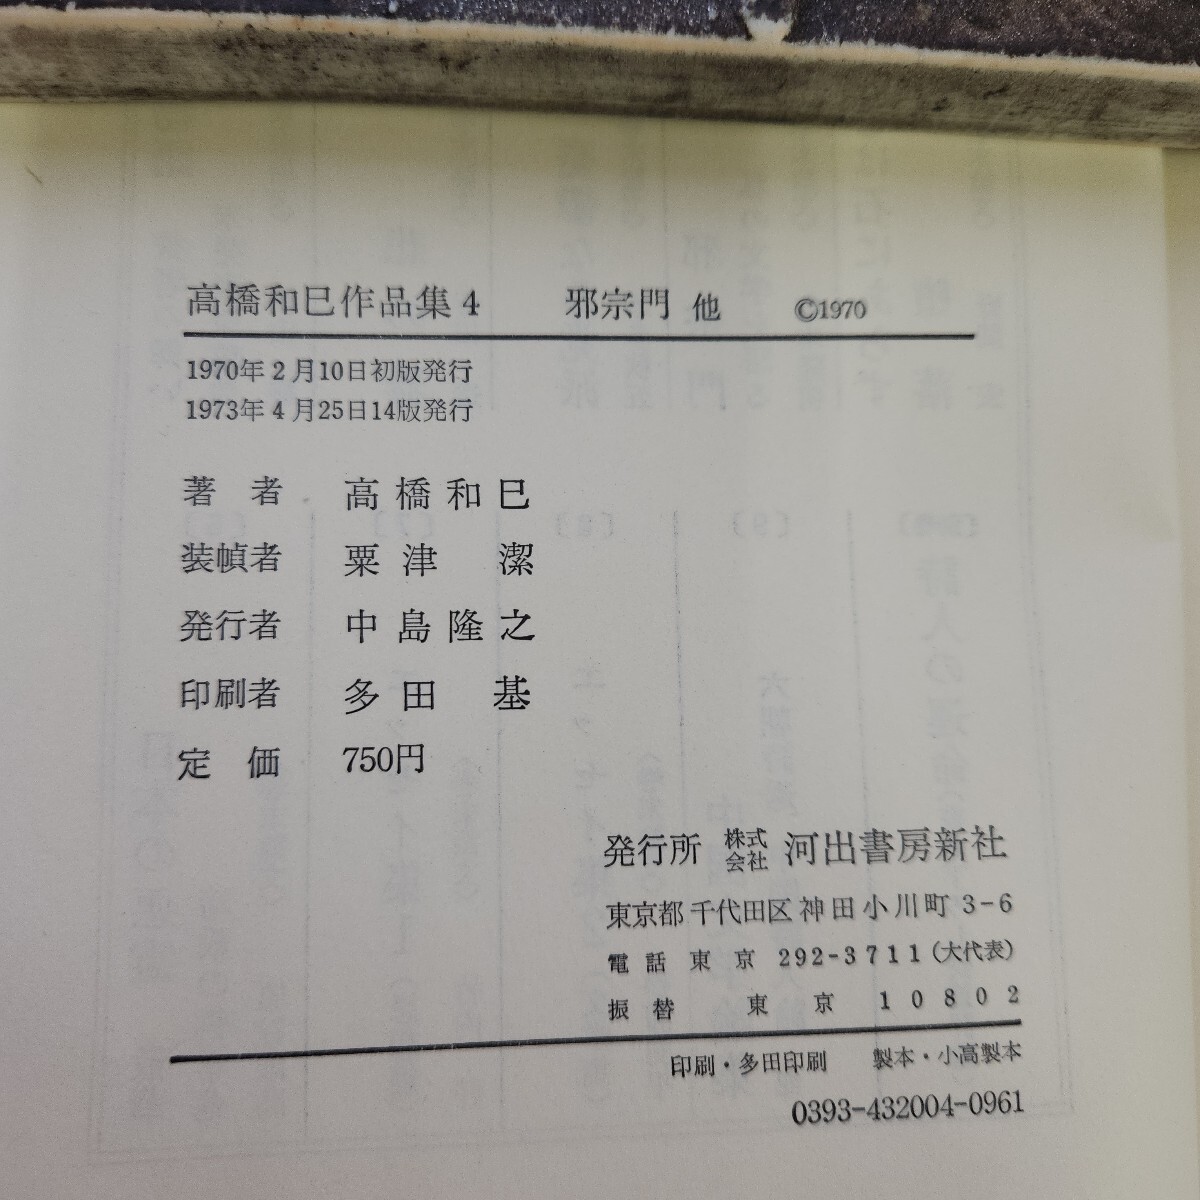 高橋和巳作品集4　邪宗門 他　©1970
1970年2月10日初版発行
1973年4月25日14版発行
著者　高橋和巳
装幀者　粟津潔
発行者　中島隆之
印刷者　多田基
定価　750円
発行所 株式会社 河出書房新社
東京都千代田区神田小川町3-6
電話東京 292-3711(大代表)
振替 東京 10802
印刷・多田印刷　製本・小高製本
0393-432004-0961